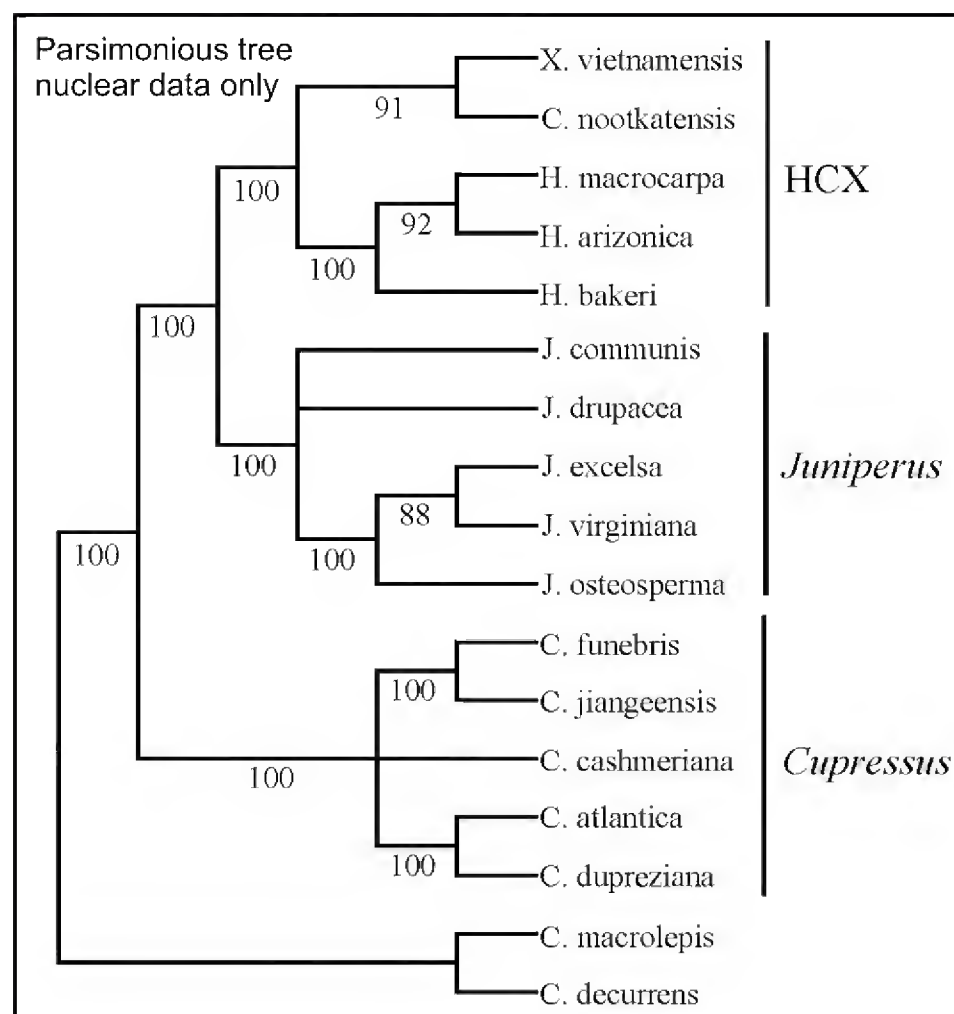 Parsimonious tree
nuclear data only
X. vietnamensis
91
C. nootkatensis
HCX
H. macrocarpa
100
92
H. arizonica
100
H. bakeri
100
J. communis
J. drupacea
100
J. excelsa
Juniperus
88
J. virginiana
100
100
J. osteosperma
C. funebris
100
C. jiangeensis
C. cashmeriana
Cupressus
100
C. atlantica
100
C. dupreziana
C. macrolepis
C. decurrens